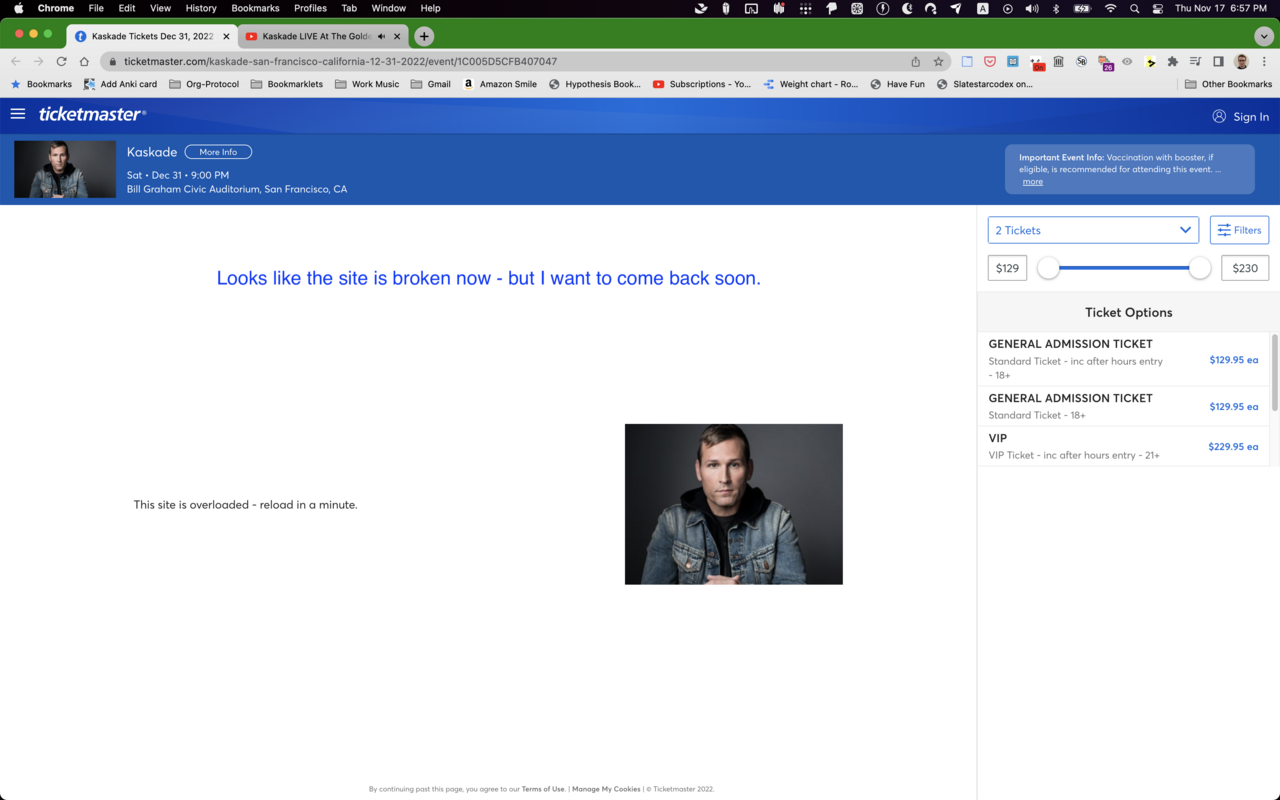 Chrome File Edit View History Bookmarks Profiles Tab Window Help
Thu Nov 17 6:57 PM
Kaskade Tickets Dec 31, 2022
Kaskade LIVE At The Golde
ticketmaster.com/kaskade-san-francisco-california-12-31-2022/event/1C005D5CFB407047
Bookmarks Add Anki card Org-Protocol Bookmarklets Work Music Gmail Amazon Smile Hypothesis Book... Subscriptions - Yo... Weight chart - Ro... Have Fun Slatestarcodex on... Other Bookmarks
ticketmaster®
Sign In
Kaskade More Info
Sat • Dec 31 • 9:00 PM
Bill Graham Civic Auditorium, San Francisco, CA
Important Event Info: Vaccination with booster, if
eligible, is recommended for attending this event. ...
more
Looks like the site is broken now - but I want to come back soon.
This site is overloaded - reload in a minute.
2 Tickets
Filters
$129
$230
Ticket Options
GENERAL ADMISSION TICKET
Standard Ticket - inc after hours entry
- 18+
$129.95 ea
GENERAL ADMISSION TICKET
Standard Ticket - 18+
$129.95 ea
VIP
VIP Ticket - inc after hours entry - 21+
$229.95 ea
By continuing past this page, you agree to our Terms of Use. | Manage My Cookies | © Ticketmaster 2022.